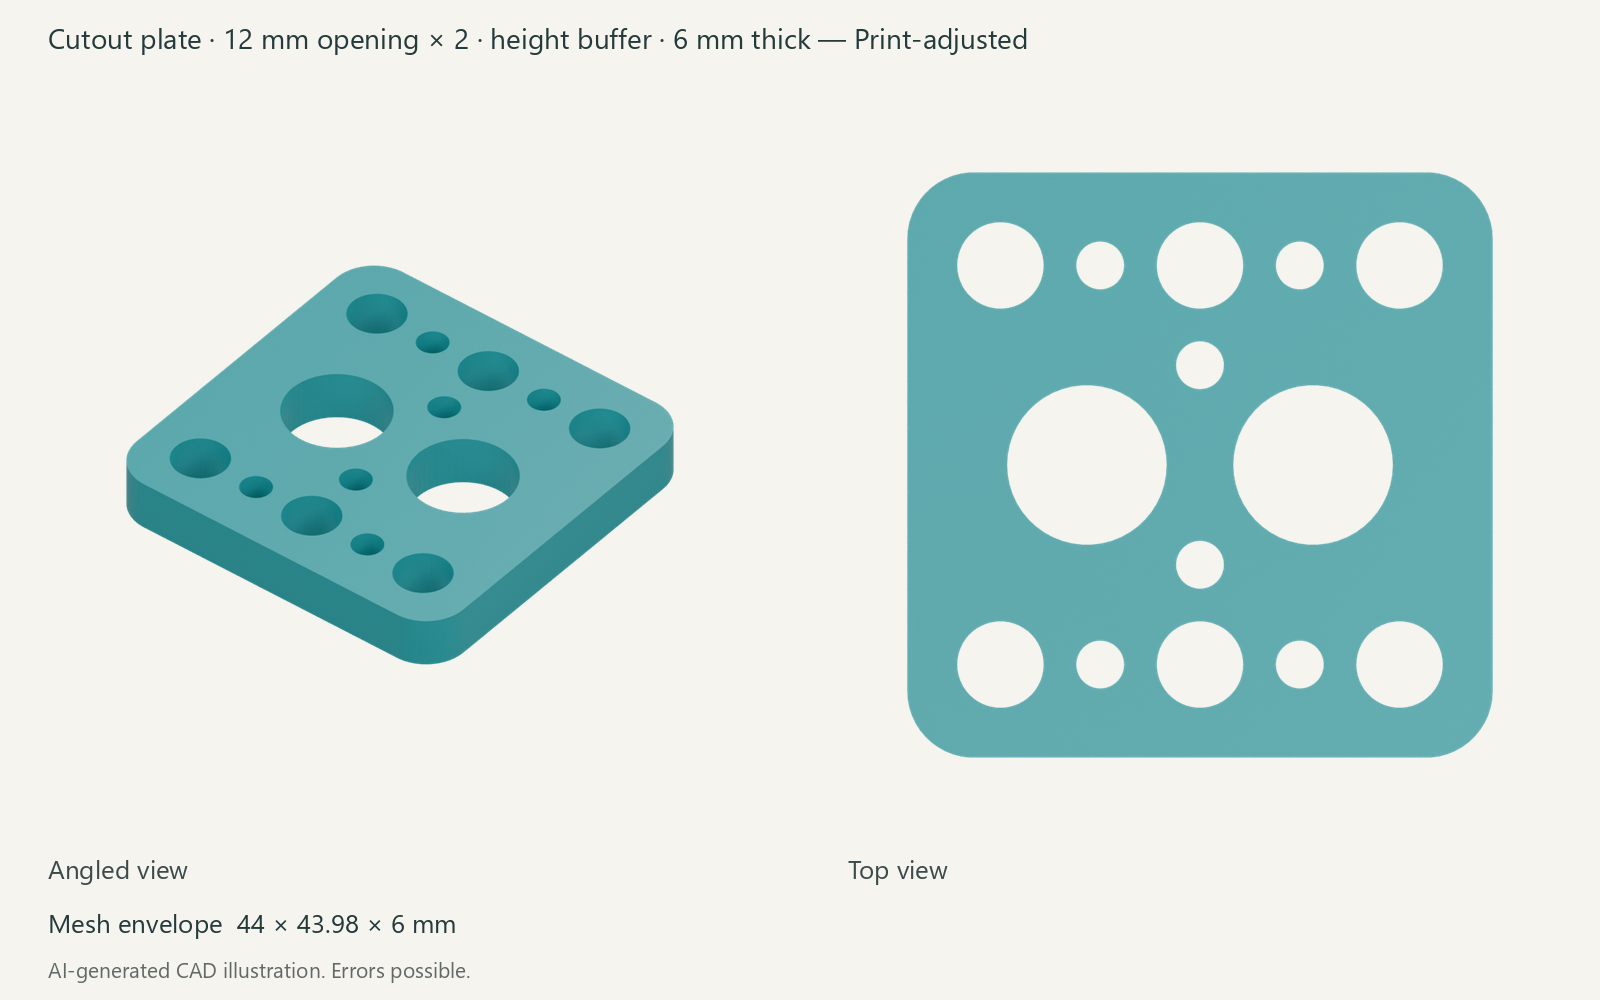 Cutout plate · 12 mm opening × 2 · height buffer · 6 mm thick — Print-adjusted
Angled view
Top view
Mesh envelope 44 × 43.98 × 6 mm
AI-generated CAD illustration. Errors possible.